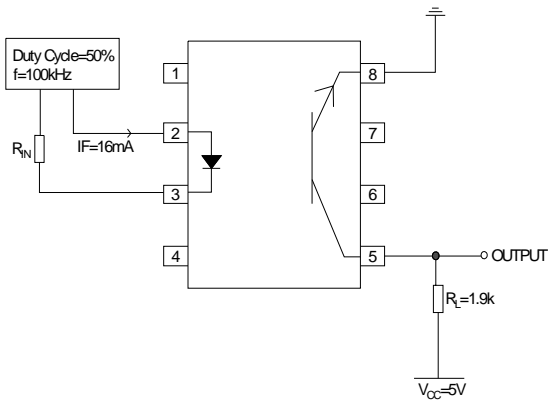 Duty Cycle=50%
f=100kHz
1
8
2
7
IF=16mA
RIN
3
6
4
5
OUTPUT
RL=1.9k
VCC=5V